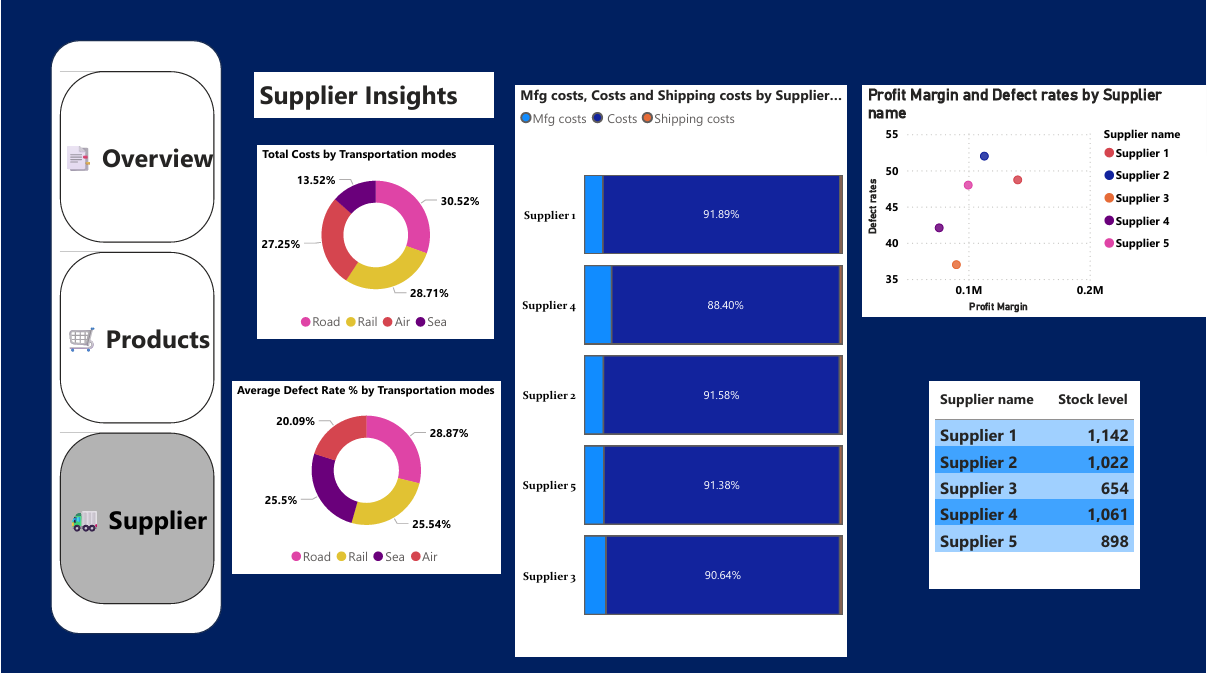 Overview
Products
Supplier
Supplier Insights
Total Costs by Transportation modes
13.52%
30.52%
27.25%
28.71%
Road Rail Air Sea
Average Defect Rate % by Transportation modes
20.09%
28.87%
25.5%
25.54%
Road Rail Sea Air
Mfg costs, Costs and Shipping costs by Supplier...
Mfg costs Costs Shipping costs
Supplier 1 91.89%
Supplier 4 88.40%
Supplier 2 91.58%
Supplier 5 91.38%
Supplier 3 90.64%
Profit Margin and Defect rates by Supplier
name
55
50
45
40
35
Defect rates
0.1M 0.2M
Profit Margin
Supplier name
Supplier 1
Supplier 2
Supplier 3
Supplier 4
Supplier 5
Supplier name Stock level
Supplier 1 1,142
Supplier 2 1,022
Supplier 3 654
Supplier 4 1,061
Supplier 5 898